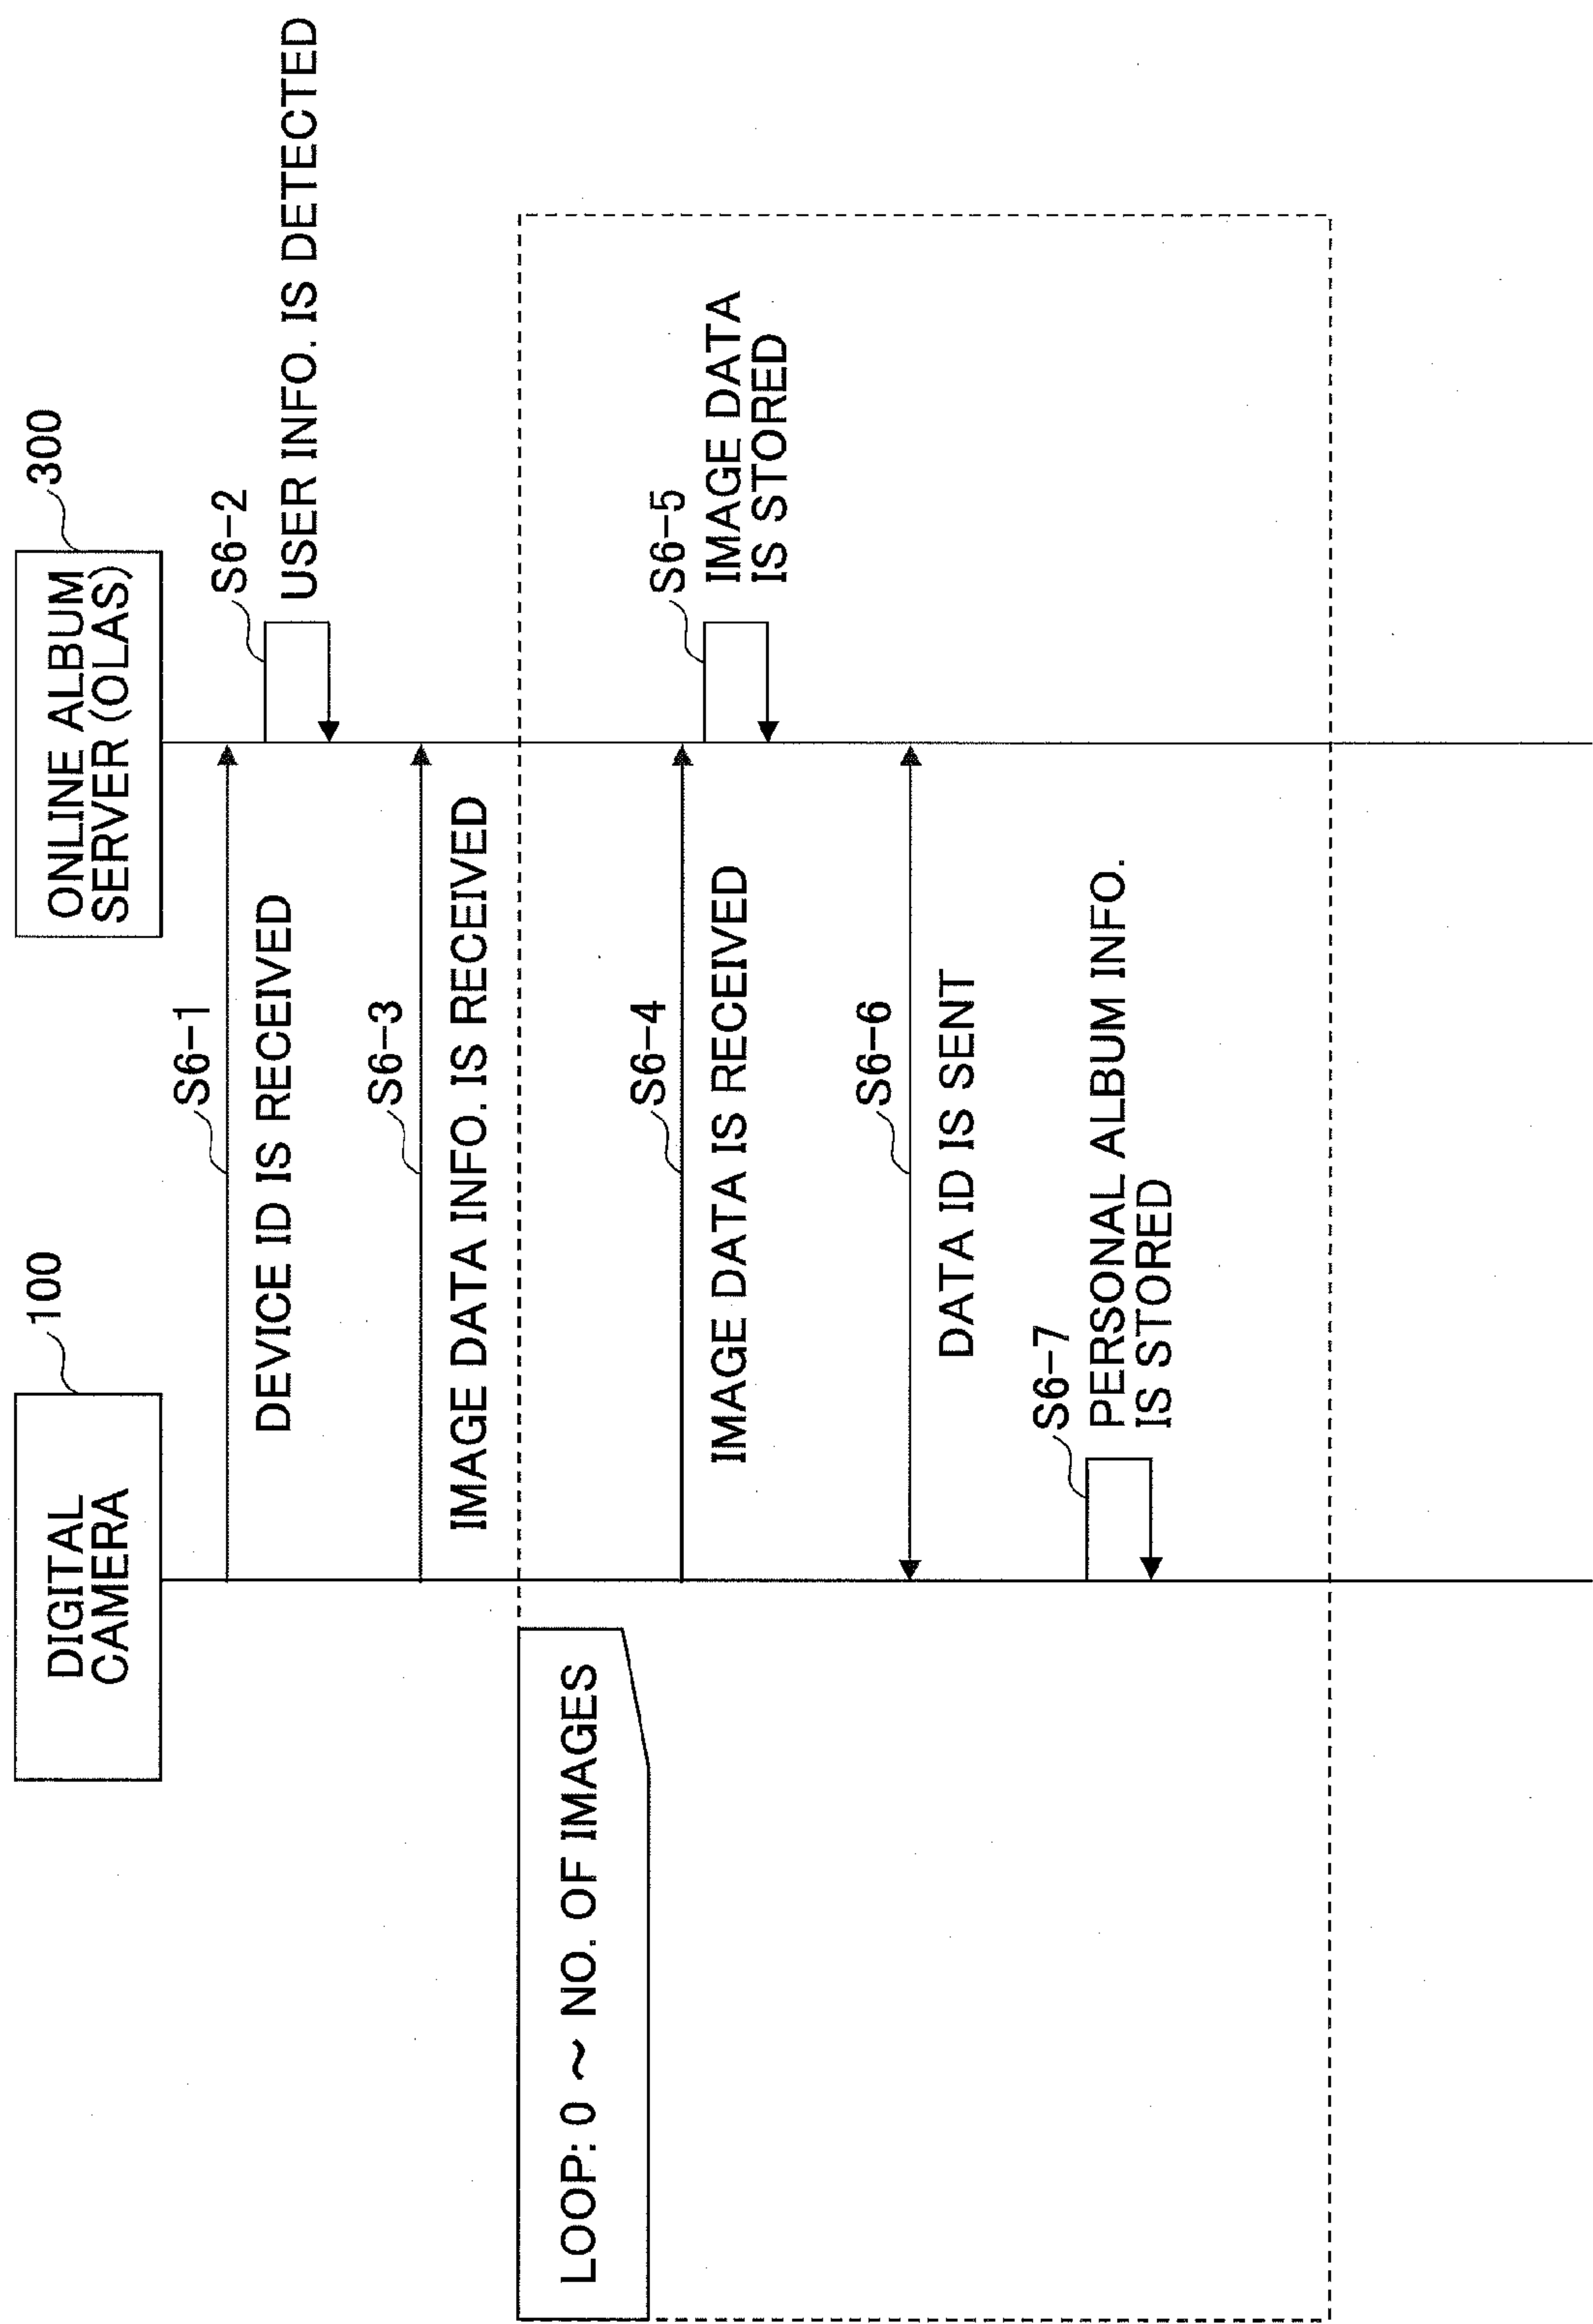 DIGITAL
CAMERA
100
ONLINE ALBUM
SERVER (OLAS)
300
S6-1
DEVICE ID IS RECEIVED
S6-2
USER INFO. IS DETECTED
S6-3
IMAGE DATA INFO. IS RECEIVED
LOOP: 0 ~ NO. OF IMAGES
S6-4
IMAGE DATA IS RECEIVED
S6-5
IMAGE DATA
IS STORED
S6-6
DATA ID IS SENT
S6-7
PERSONAL ALBUM INFO.
IS STORED